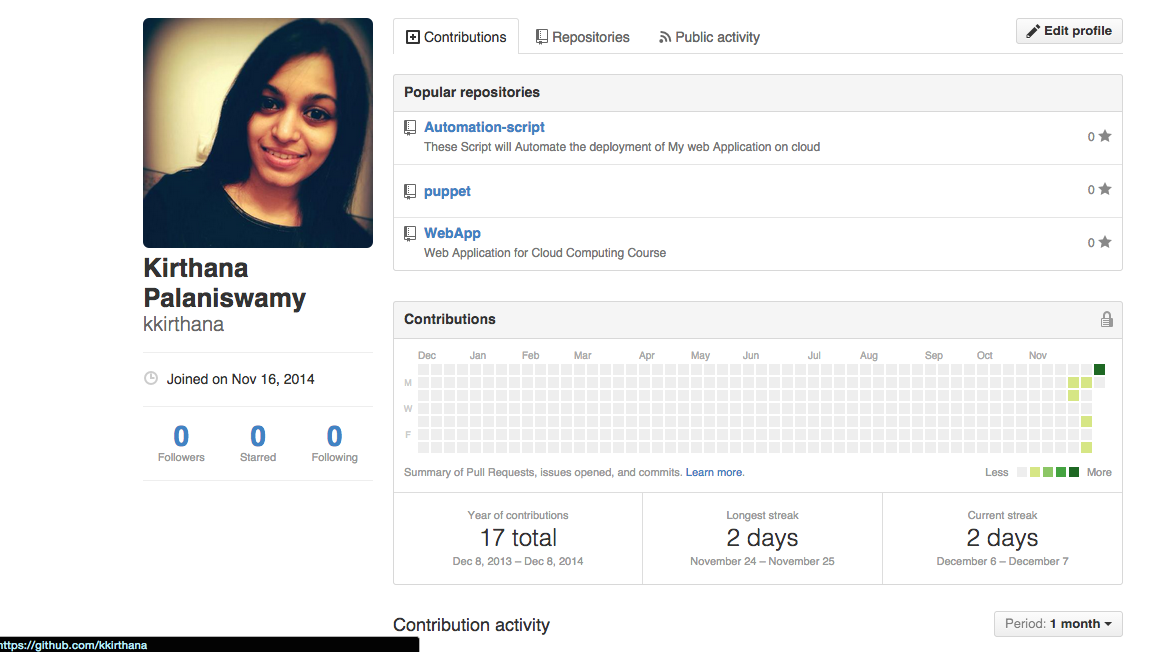 Contributions
Repositories
Public activity
Edit profile
Popular repositories
Automation-script
These Script will Automate the deployment of My web Application on cloud
0
puppet
0
WebApp
Web Application for Cloud Computing Course
0
Kirthana
Palaniswamy
kkirthana
Joined on Nov 16, 2014
0 0 0
Followers Starred Following
Contributions
Dec Jan Feb Mar Apr May Jun Jul Aug Sep Oct Nov
M
W
F
Summary of Pull Requests, issues opened, and commits. Learn more.
Less More
Year of contributions
17 total
Dec 8, 2013 – Dec 8, 2014
Longest streak
2 days
November 24 – November 25
Current streak
2 days
December 6 – December 7
Contribution activity
Period: 1 month
https://github.com/kkirthana